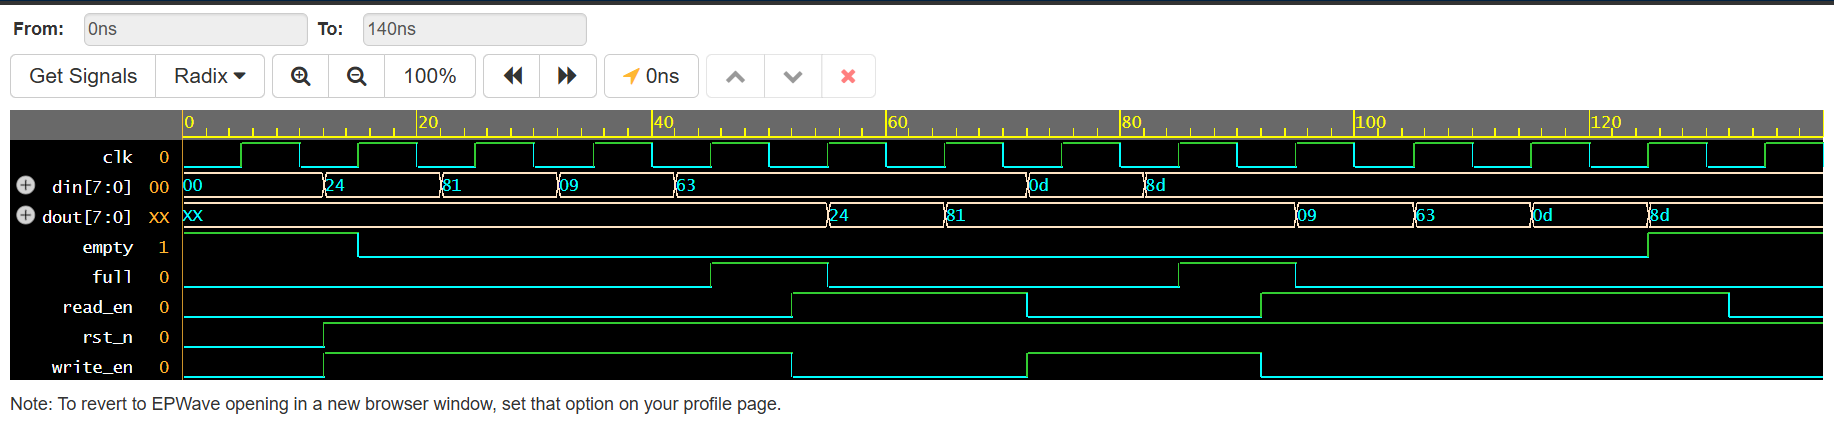 From: 0ns To: 140ns
Get Signals Radix 100% 0ns
0 20 40 60 80 100 120
clk 0
din[7:0] 00 00 24 81 09 63 0d 8d
dout[7:0] XX XX 24 81 09 63 0d 8d
empty 1
full 0
read_en 0
rst_n 0
write_en 0
Note: To revert to EPWave opening in a new browser window, set that option on your profile page.